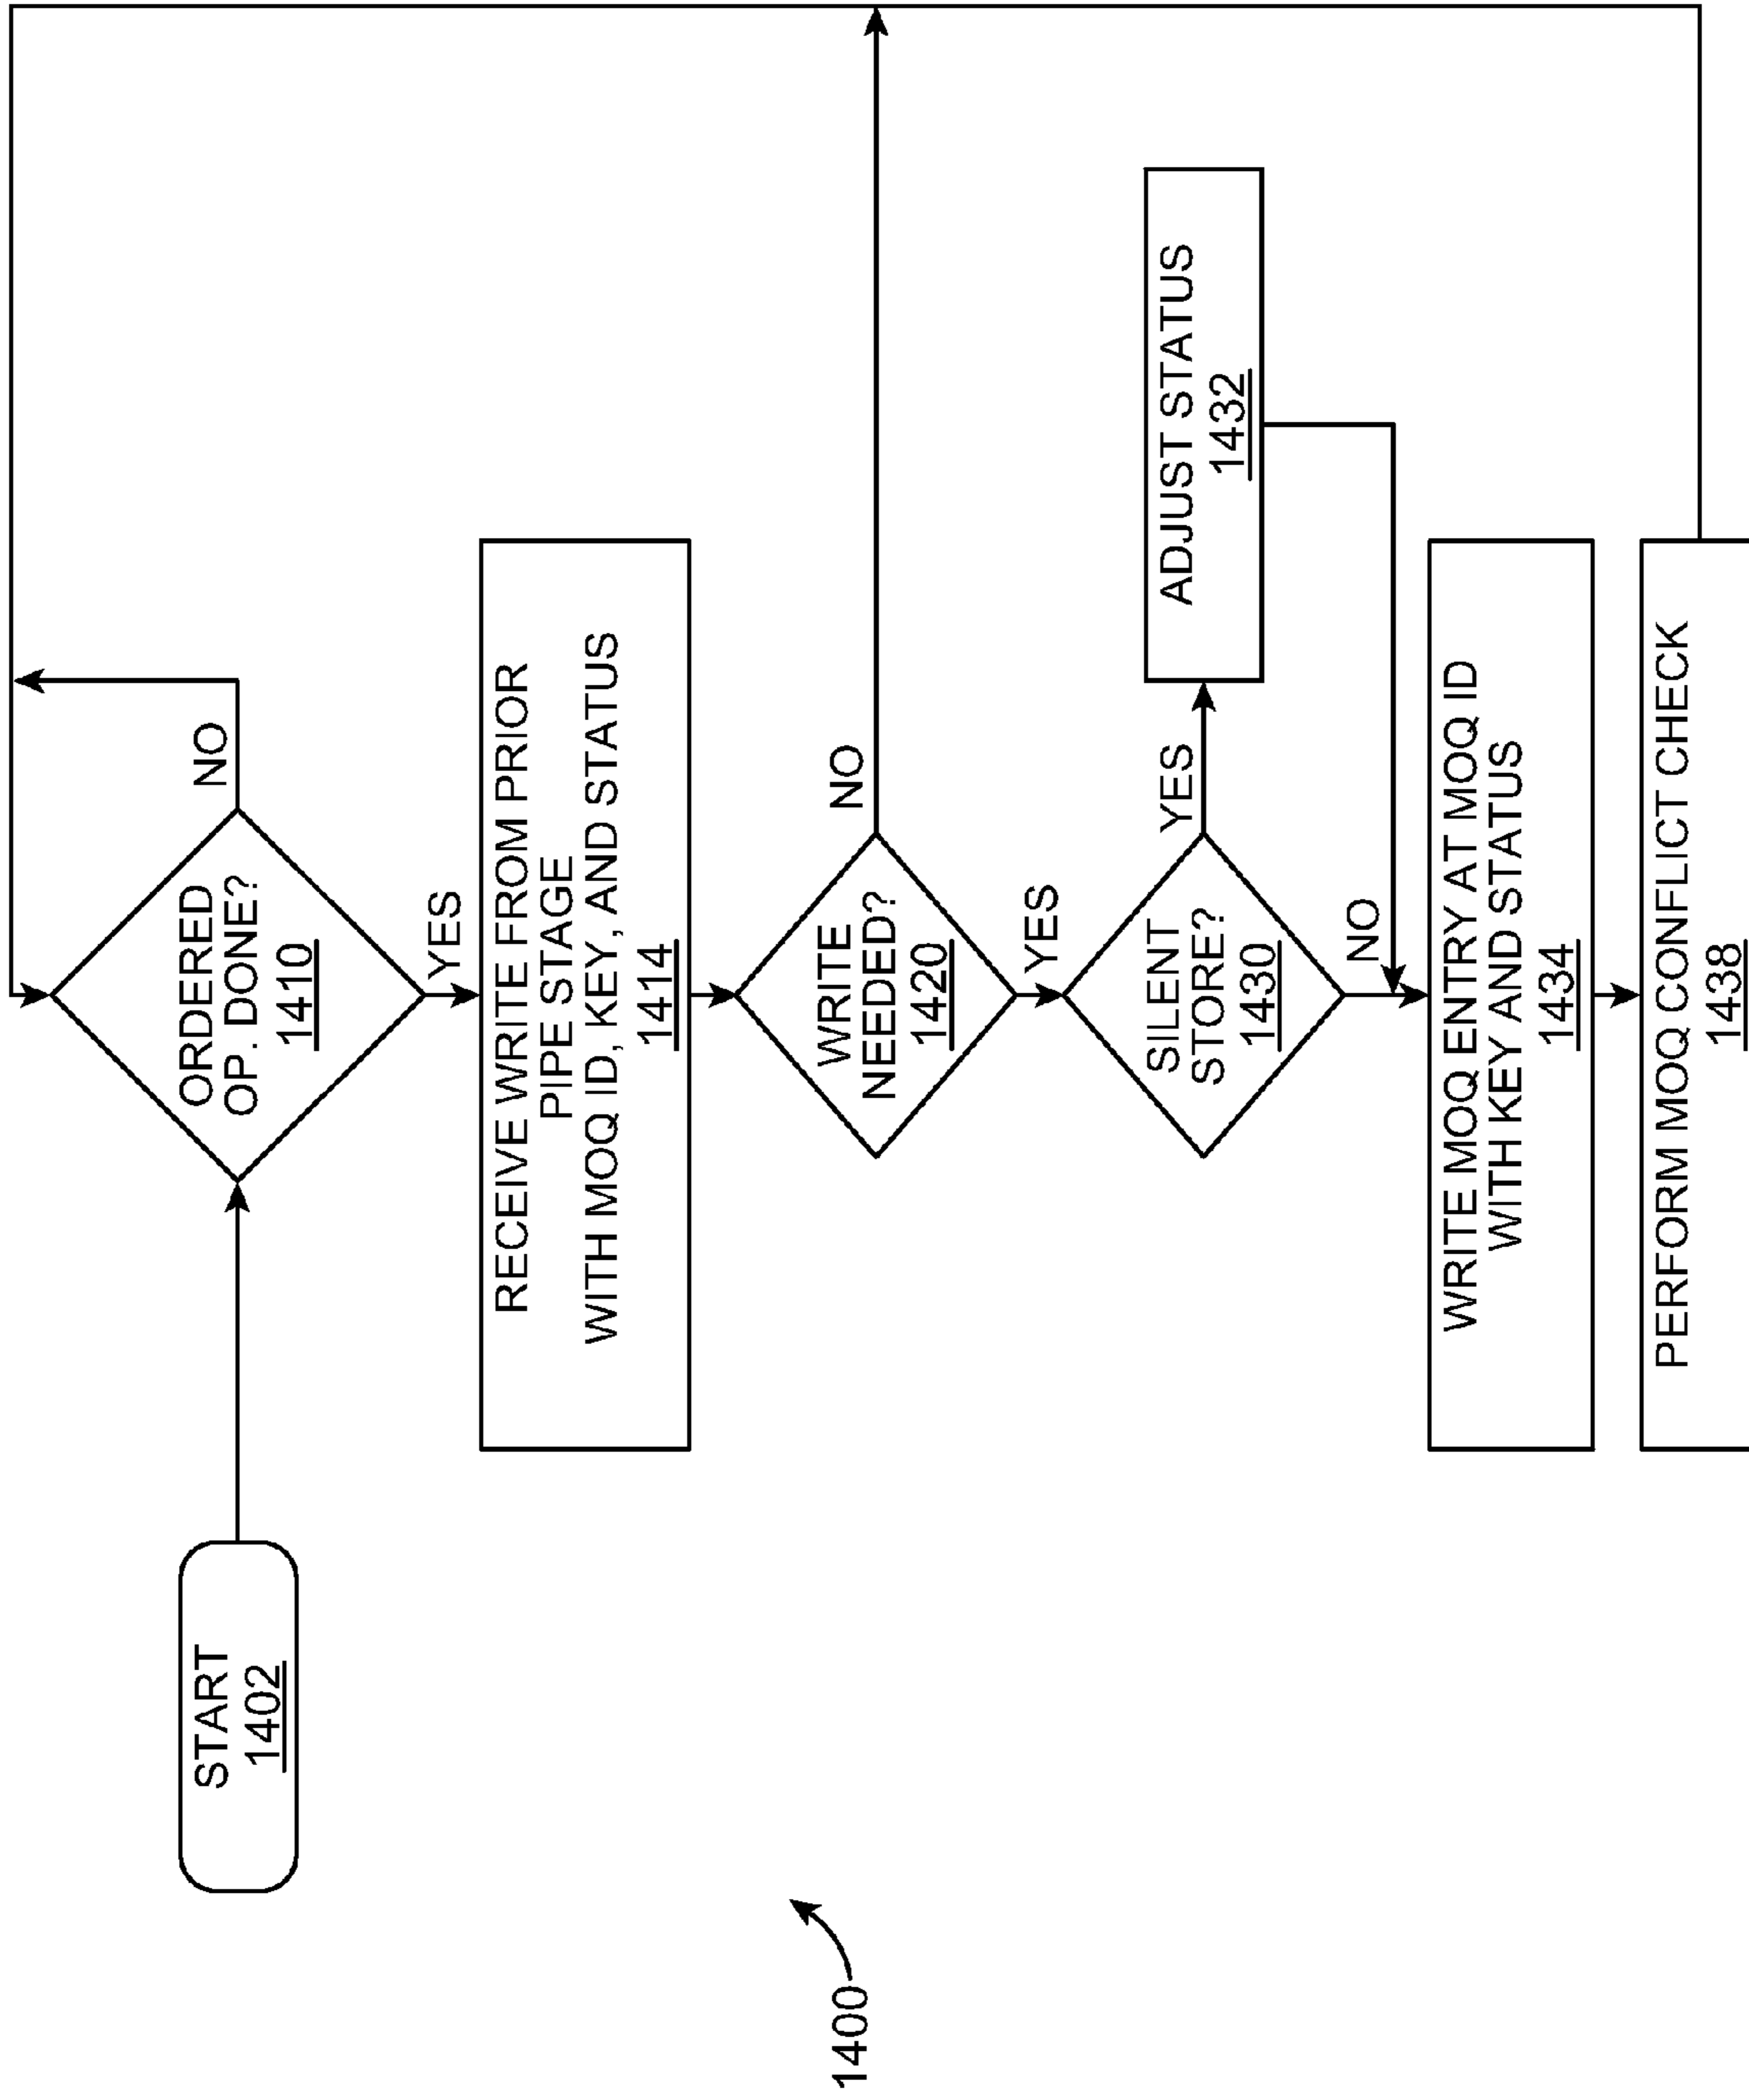 START
1402
ORDERED
OP. DONE?
1410
NO
YES
RECEIVE WRITE FROM PRIOR
PIPE STAGE
WITH MOQ ID, KEY, AND STATUS
1414
WRITE
NEEDED?
1420
NO
YES
SILENT
STORE?
1430
YES
ADJUST STATUS
1432
NO
WRITE MOQ ENTRY AT MOQ ID
WITH KEY AND STATUS
1434
PERFORM MOQ CONFLICT CHECK
1438
1400